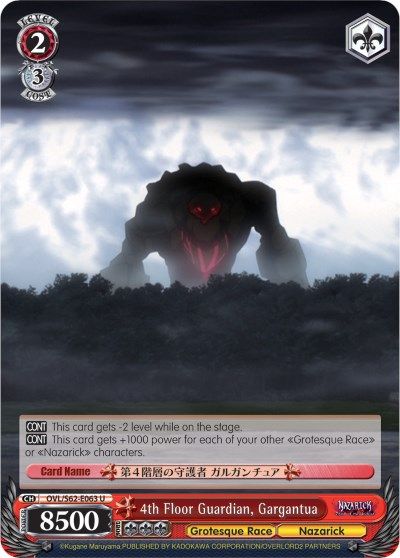 LEVEL
2
3
COST
CONT This card gets -2 level while on the stage.
CONT This card gets +1000 power for each of your other «Grotesque Race»
or «Nazarick» characters.
Card Name 第4階層の守護者 ガルガンチュア
CH OVL/S62-E063 U
4th Floor Guardian, Gargantua
NAZARICK
8500
Grotesque Race
Nazarick
©Kugane Maruyama,PUBLISHED BY KADOKAWA CORPORATION/OVERLORD2 PARTNERS